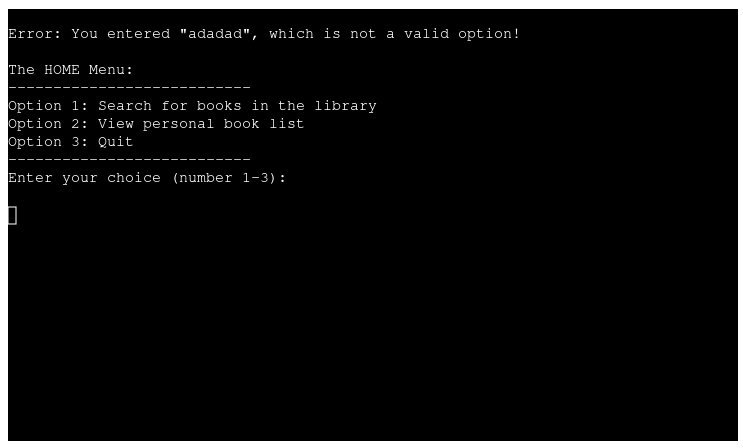 Error: You entered "adadad", which is not a valid option!
The HOME Menu:
---------------------------
Option 1: Search for books in the library
Option 2: View personal book list
Option 3: Quit
---------------------------
Enter your choice (number 1-3):